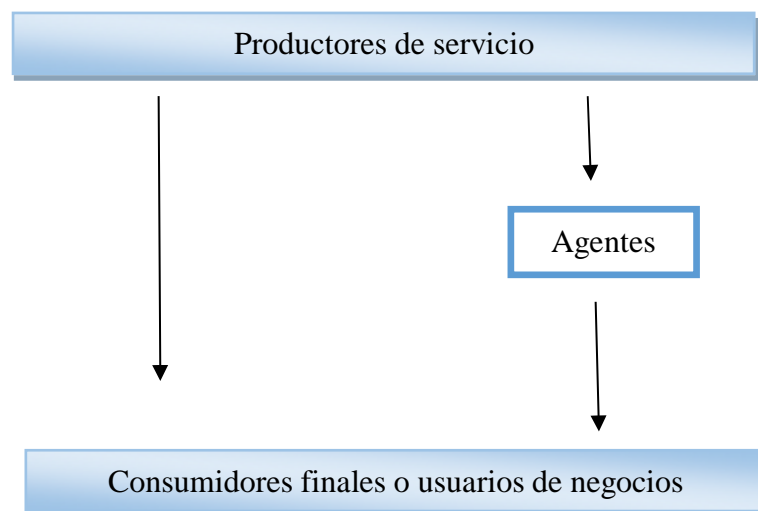 Productores de servicio
Agentes
Consumidores finales o usuarios de negocios